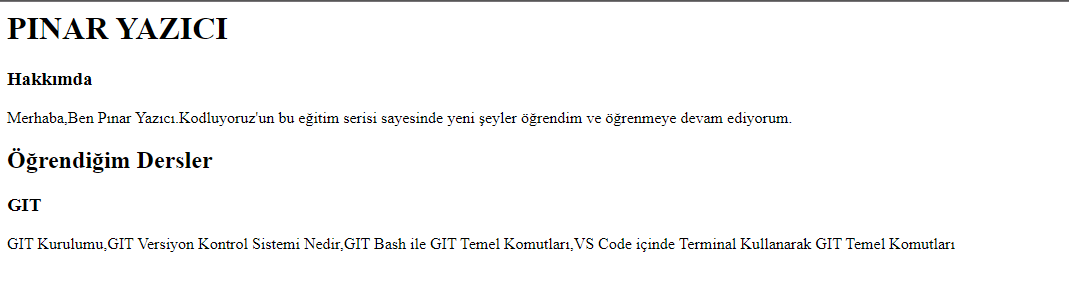 PINAR YAZICI
Hakkımda
Merhaba,Ben Pınar Yazıcı.Kodluyoruz'un bu eğitim serisi sayesinde yeni şeyler öğrendim ve öğrenmeye devam ediyorum.
Öğrendiğim Dersler
GIT
GIT Kurulumu,GIT Versiyon Kontrol Sistemi Nedir,GIT Bash ile GIT Temel Komutları,VS Code içinde Terminal Kullanarak GIT Temel Komutları